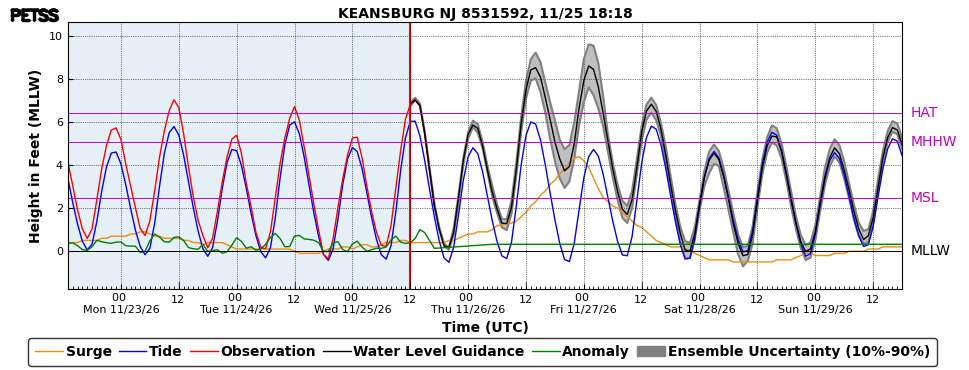 PETSS
KEANSBURG NJ 8531592, 11/25 18:18
Height in Feet (MLLW)
10
8
6
4
2
0
HAT
MHHW
MSL
MLLW
00 12 00 12 00 12 00 12 00 12 00 12 00 12
Mon 11/23/26 Tue 11/24/26 Wed 11/25/26 Thu 11/26/26 Fri 11/27/26 Sat 11/28/26 Sun 11/29/26
Time (UTC)
Surge Tide Observation Water Level Guidance Anomaly Ensemble Uncertainty (10%-90%)